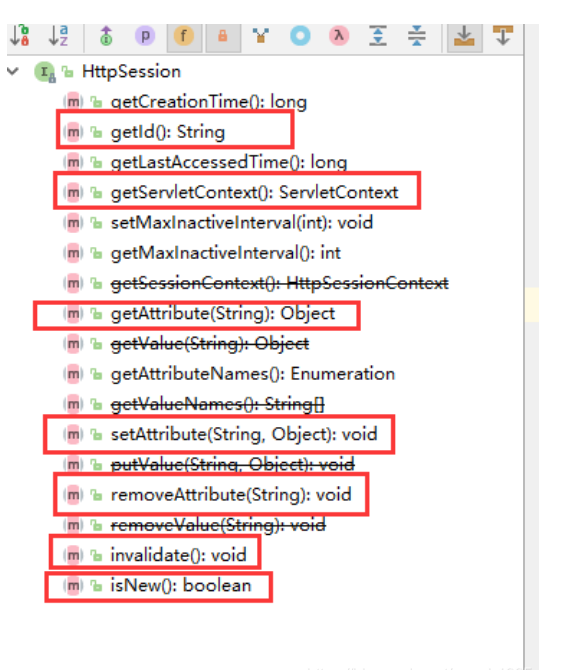 HttpSession
getCreationTime(): long
getId(): String
getLastAccessedTime(): long
getServletContext(): ServletContext
setMaxInactiveInterval(int): void
getMaxInactiveInterval(): int
getSessionContext(): HttpSessionContext
getAttribute(String): Object
getValue(String): Object
getAttributeNames(): Enumeration
getValueNames(): String[]
setAttribute(String, Object): void
putValue(String, Object): void
removeAttribute(String): void
removeValue(String): void
invalidate(): void
isNew(): boolean